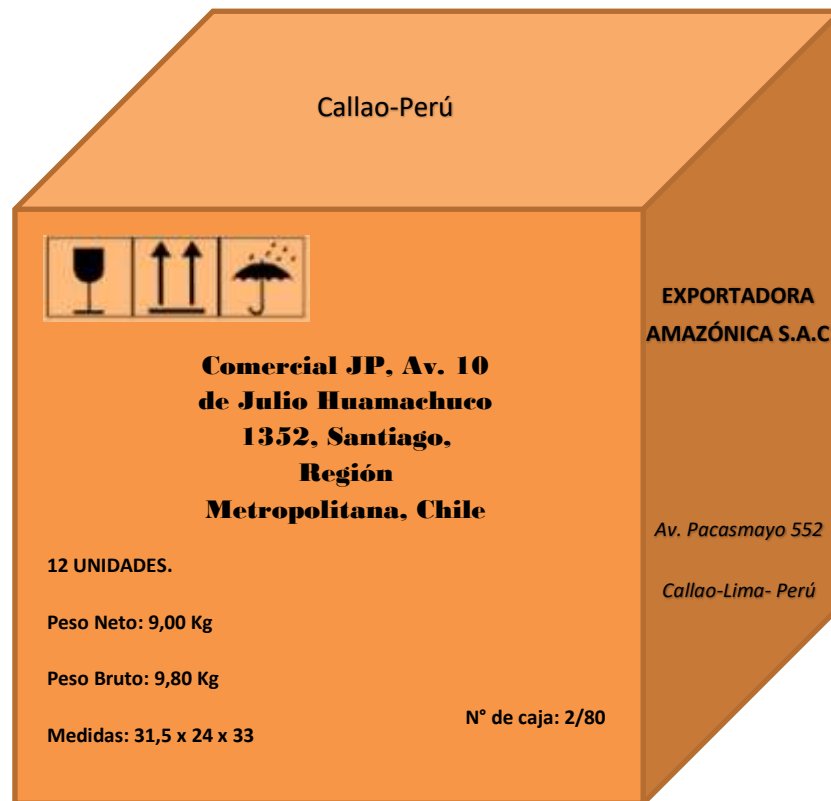 Callao-Perú
Comercial JP, Av. 10
de Julio Huamachuco
1352, Santiago,
Región
Metropolitana, Chile
12 UNIDADES.
Peso Neto: 9,00 Kg
Peso Bruto: 9,80 Kg
Medidas: 31,5 x 24 x 33
N° de caja: 2/80
EXPORTADORA
AMAZÓNICA S.A.C
Av. Pacasmayo 552
Callao-Lima- Perú